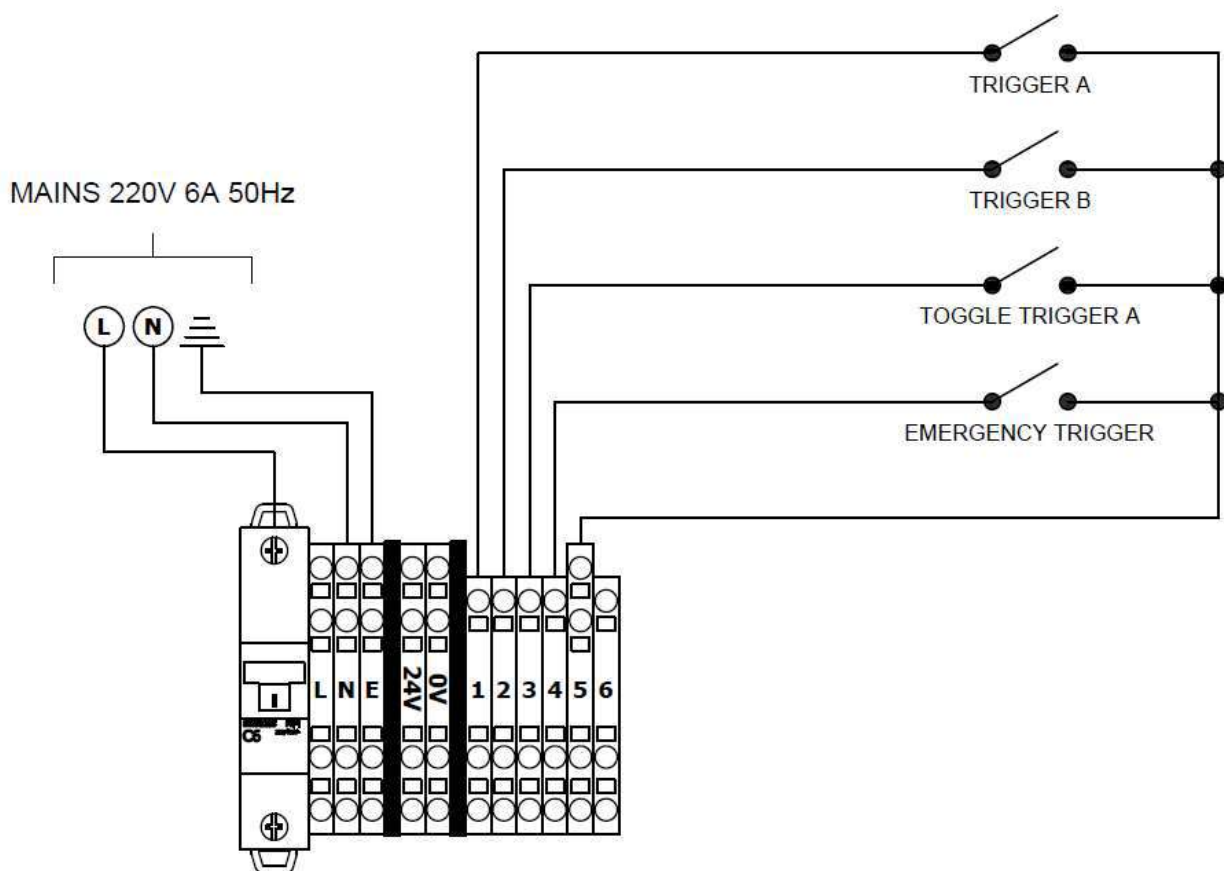 TRIGGER A
TRIGGER B
MAINS 220V 6A 50Hz
TOGGLE TRIGGER A
L N
EMERGENCY TRIGGER
L N E 24V 0V 1 2 3 4 5 6
C6